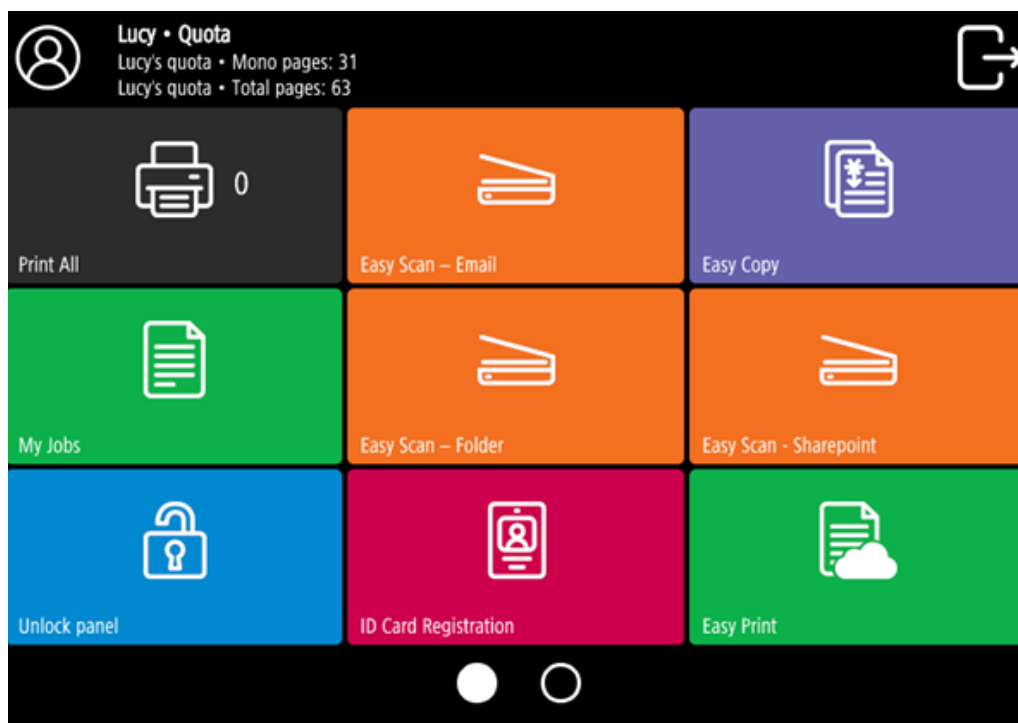 Lucy • Quota
Lucy's quota • Mono pages: 31
Lucy's quota • Total pages: 63
0
Print All
Easy Scan – Email
Easy Copy
My Jobs
Easy Scan – Folder
Easy Scan - Sharepoint
Unlock panel
ID Card Registration
Easy Print